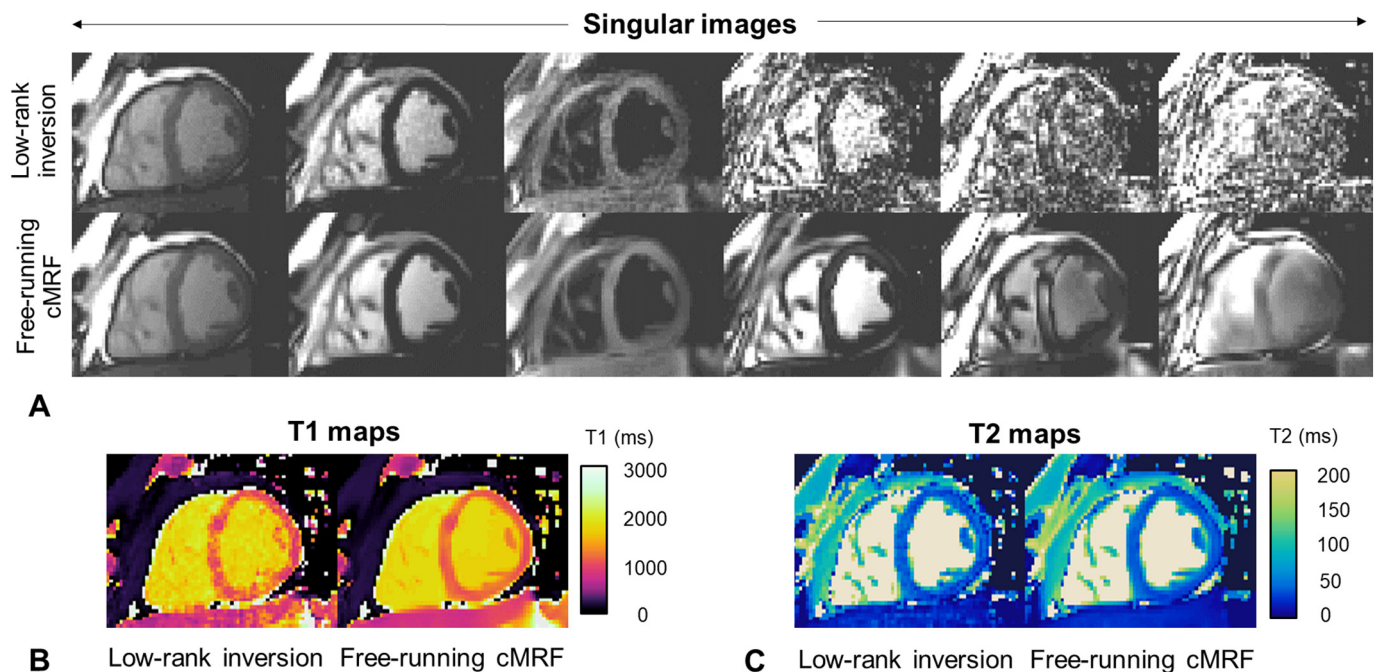 Singular images
Low-rank
inversion
Free-running
cMRF
A
T1 maps
T1 (ms)
3000
2000
1000
0
B
Low-rank inversion
Free-running cMRF
T2 maps
T2 (ms)
200
150
100
50
0
C
Low-rank inversion
Free-running cMRF